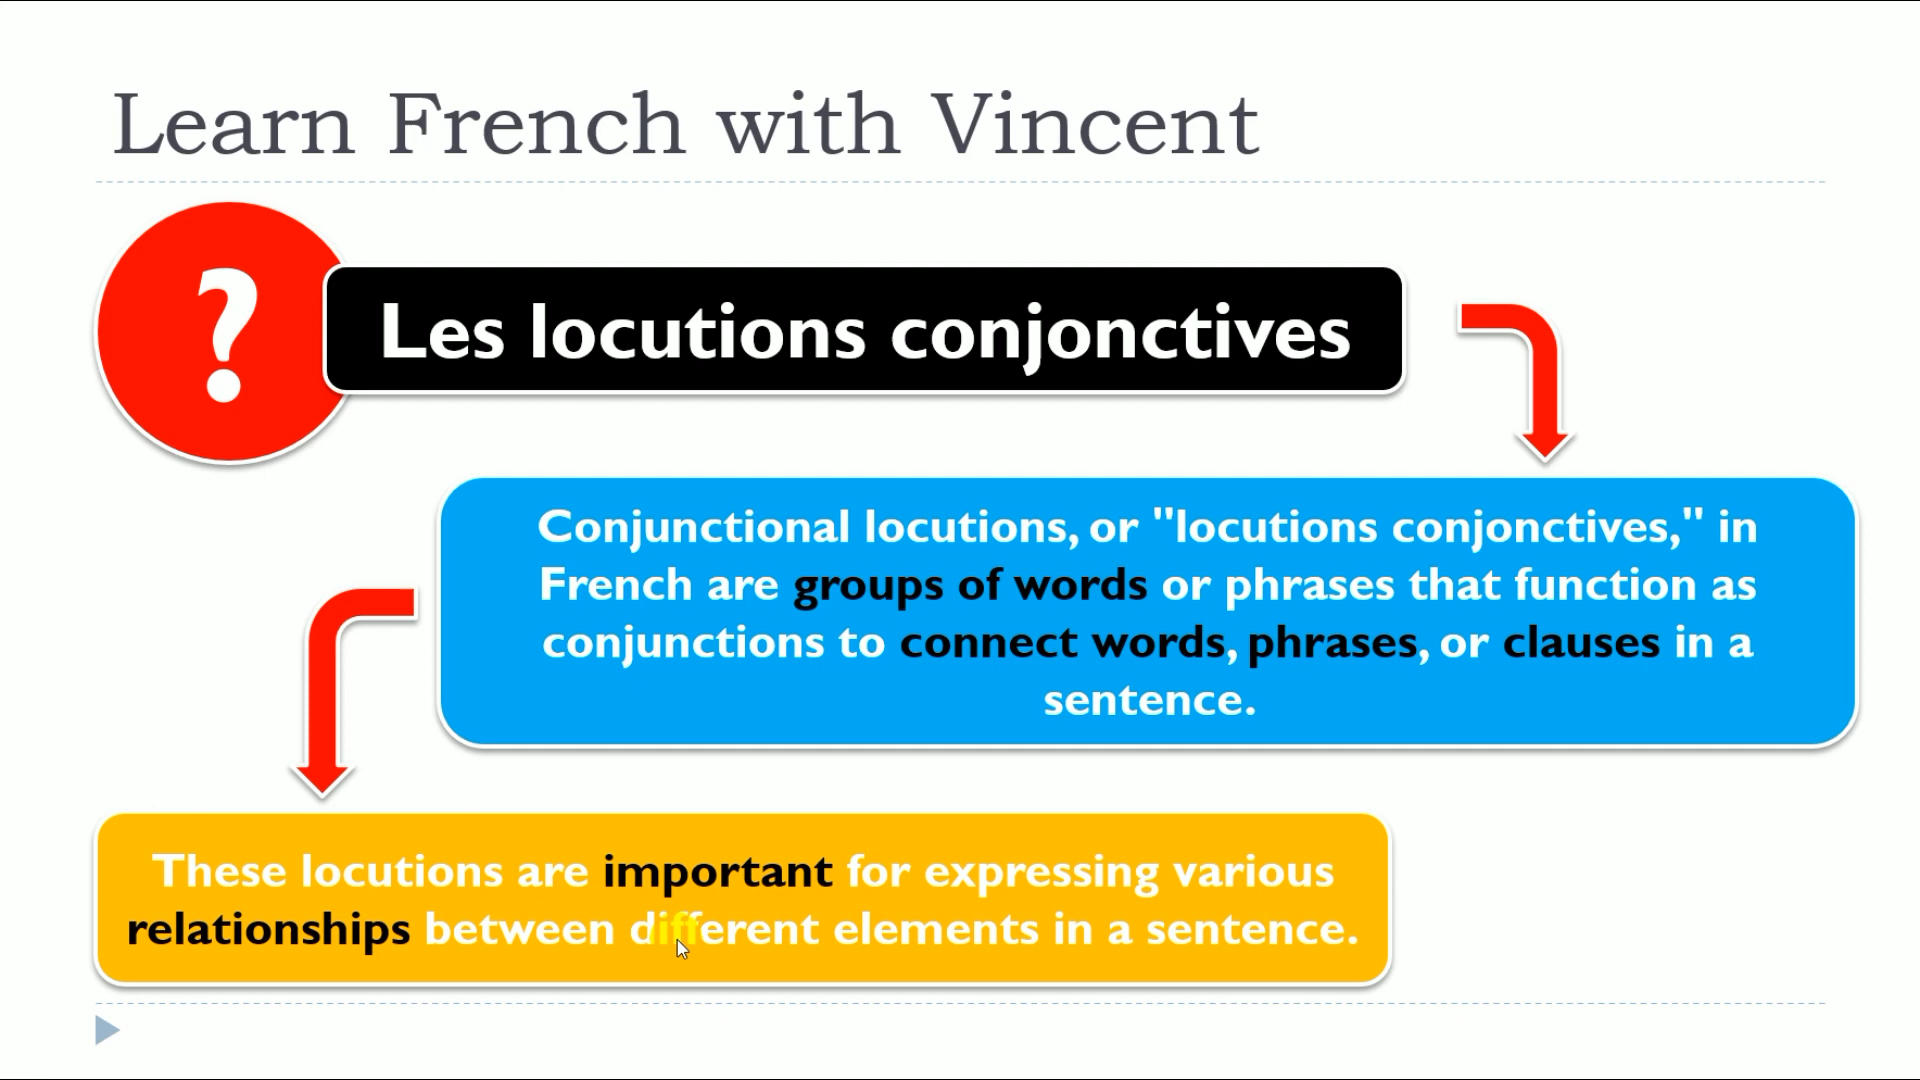 Learn French with Vincent
?
Les locutions conjonctives
Conjunctional locutions, or "locutions conjonctives," in
French are groups of words or phrases that function as
conjunctions to connect words, phrases, or clauses in a
sentence.
These locutions are important for expressing various
relationships between different elements in a sentence.